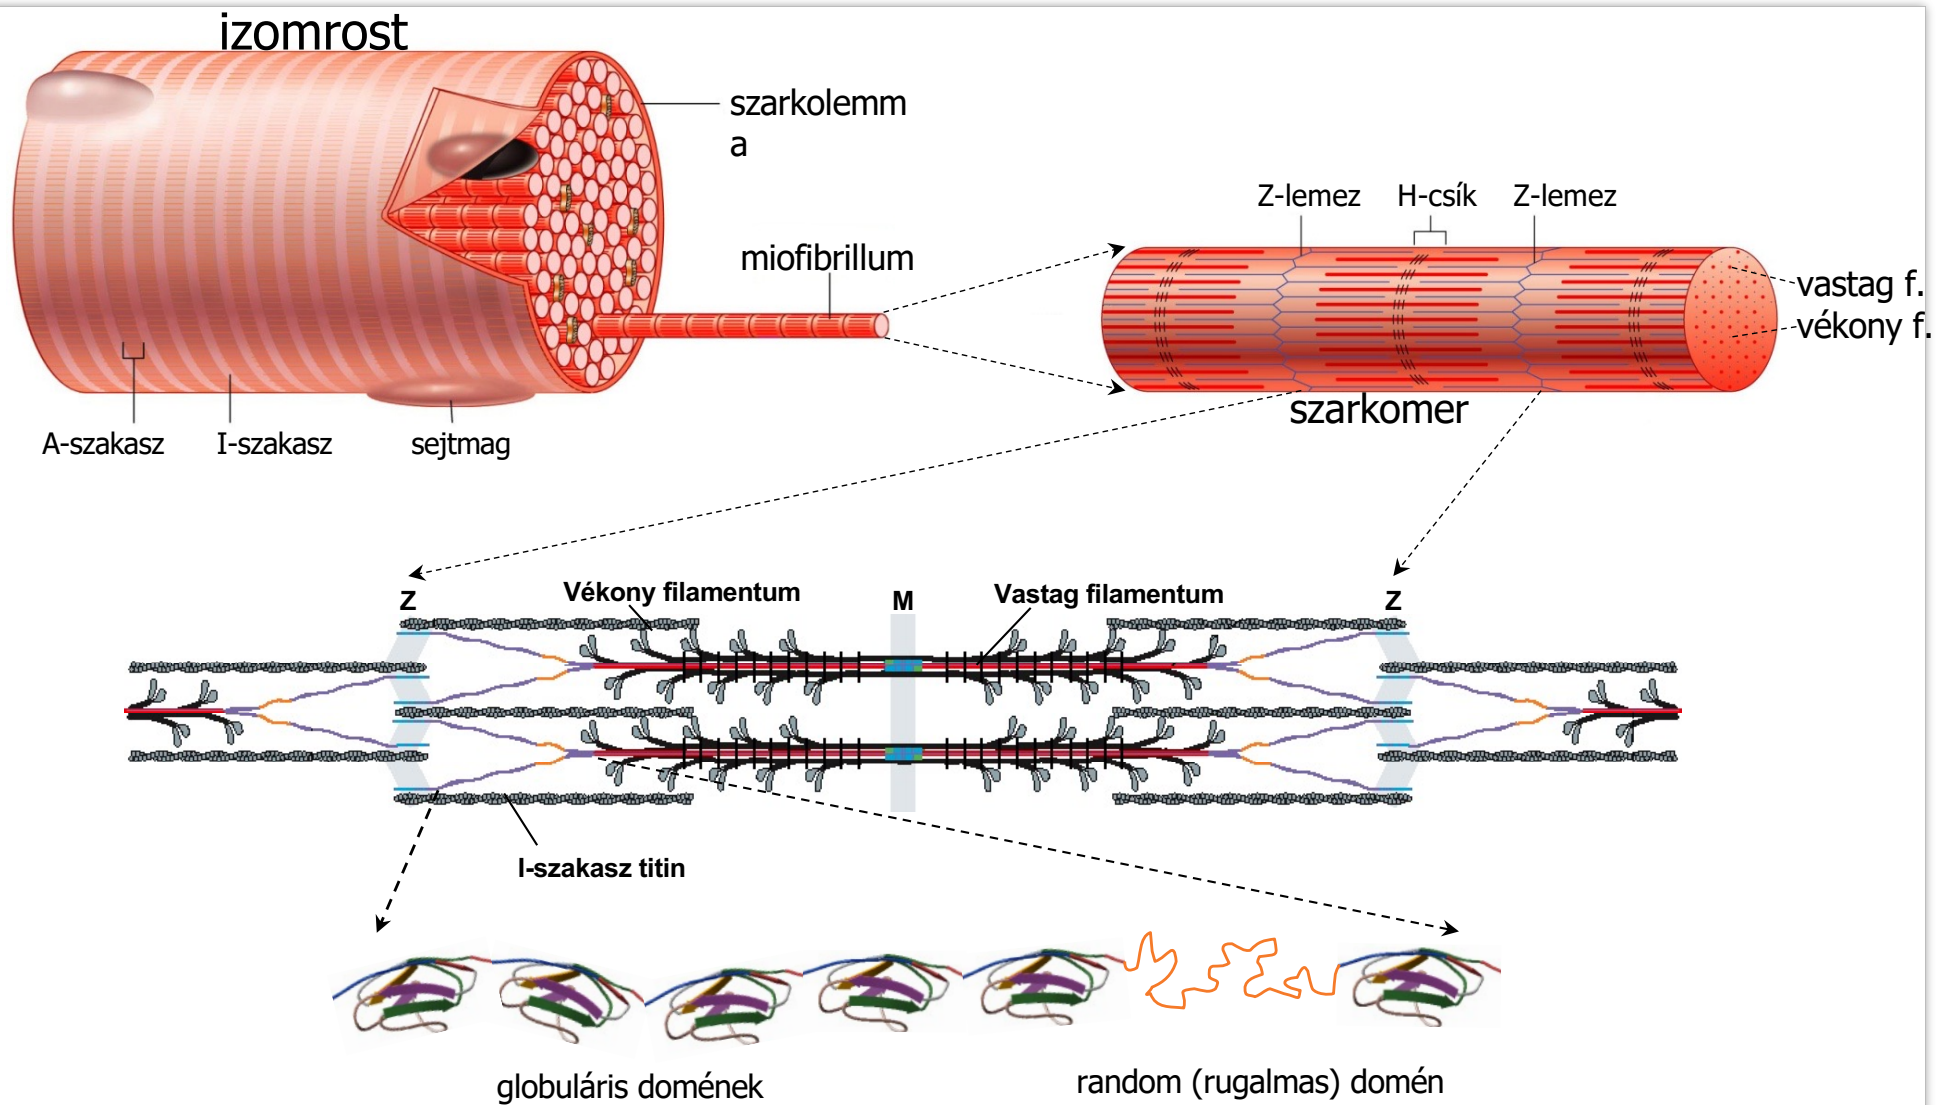 izomrost
szarkolemm
a
Z-lemez H-csík Z-lemez
miofibrillum
vastag f.
vékony f.
szarkomer
A-szakasz I-szakasz sejtmag
Vékony filamentum
Vastag filamentum
Z M Z
I-szakasz titin
globuláris domének
random (rugalmas) domén